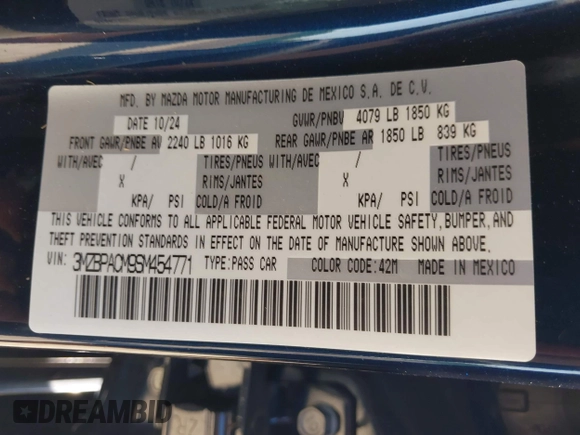 DREAMBID
MFD. BY MAZDA MOTOR MANUFACTURING DE MEXICO S.A. DE C.V.
DATE 10/24 GVWR/PNBV 4079 LB 1850 KG
FRONT GAWR/PNBE AV 2240 LB 1016 KG REAR GAWR/PNBE AR 1850 LB 839 KG
WITH/AVEC / TIRES/PNEUS WITH/AVEC / TIRES/PNEUS
X RIMS/JANTES X RIMS/JANTES
KPA/ PSI COLD/A FROID KPA/ PSI COLD/A FROID
THIS VEHICLE CONFORMS TO ALL APPLICABLE FEDERAL MOTOR VEHICLE SAFETY, BUMPER, AND
THEFT PREVENTION STANDARDS IN EFFECT ON THE DATE OF MANUFACTURE SHOWN ABOVE.
VIN: 3MZBPACM9SM454771 TYPE:PASS CAR COLOR CODE:42M MADE IN MEXICO
DREAMBID